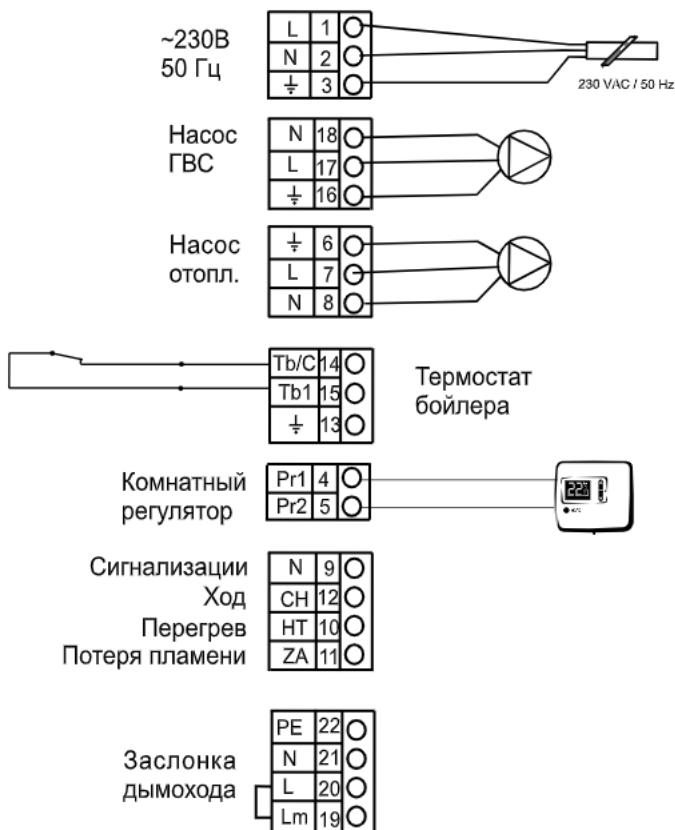 ~230В
50 Гц
L 1
N 2
⏚ 3
230 VAC / 50 Hz
Насос
ГВС
N 18
L 17
⏚ 16
Насос
отопл.
⏚ 6
L 7
N 8
Tb/C 14
Tb1 15
⏚ 13
Термостат
бойлера
Комнатный
регулятор
Pr1 4
Pr2 5
Сигнализации N 9
Ход CH 12
Перегрев HT 10
Потеря пламени ZA 11
Заслонка
дымохода
PE 22
N 21
L 20
Lm 19